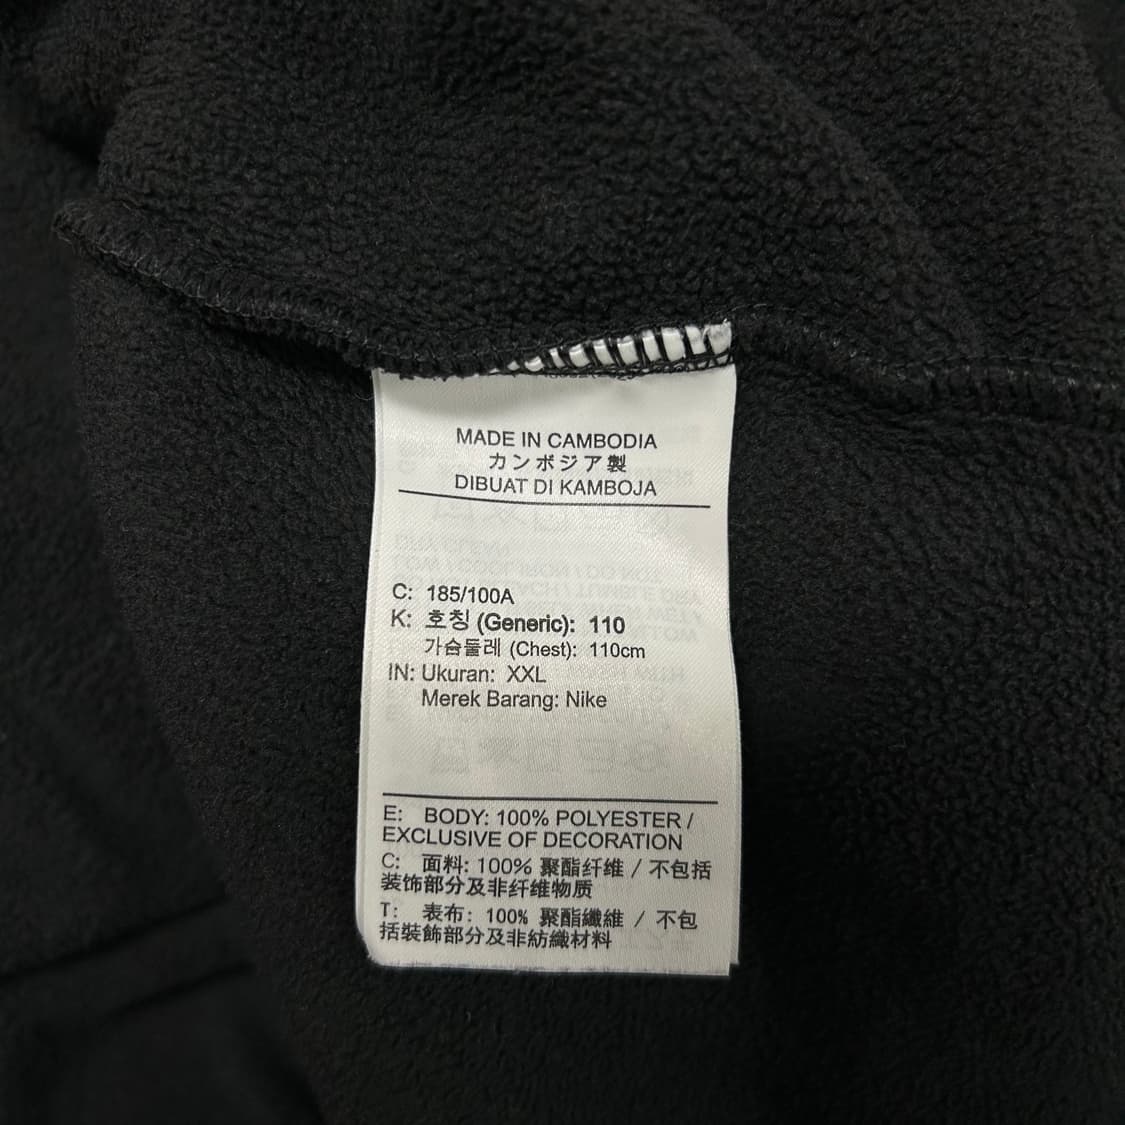 MADE IN CAMBODIA
カンボジア製
DIBUAT DI KAMBOJA
C: 185/100A
K: 호칭 (Generic): 110
가슴둘레 (Chest): 110cm
IN: Ukuran: XXL
Merek Barang: Nike
E: BODY: 100% POLYESTER /
EXCLUSIVE OF DECORATION
C: 面料: 100% 聚酯纤维 / 不包括
装饰部分及非纤维物质
T: 表布: 100% 聚酯纖維 / 不包
括裝飾部分及非紡織材料